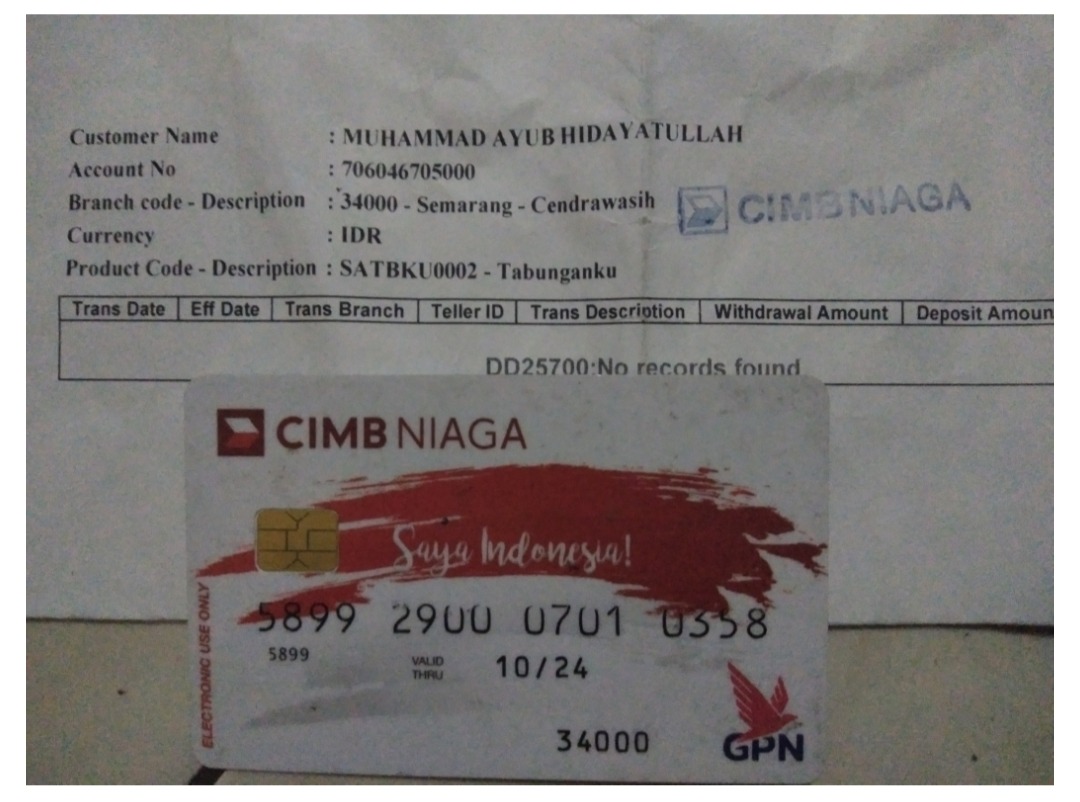 Customer Name : MUHAMMAD AYUB HIDAYATULLAH
Account No : 706046705000
Branch code - Description : 34000 - Semarang - Cendrawasih
CIMB NIAGA
Currency : IDR
Product Code - Description : SATBKU0002 - Tabunganku
Trans Date Eff Date Trans Branch Teller ID Trans Description Withdrawal Amount Deposit Amoun
DD25700:No records found
CIMB NIAGA
Saya Indonesia!
ELECTRONIC USE ONLY
5899 2900 0701 0358
5899
VALID THRU 10/24
34000
GPN